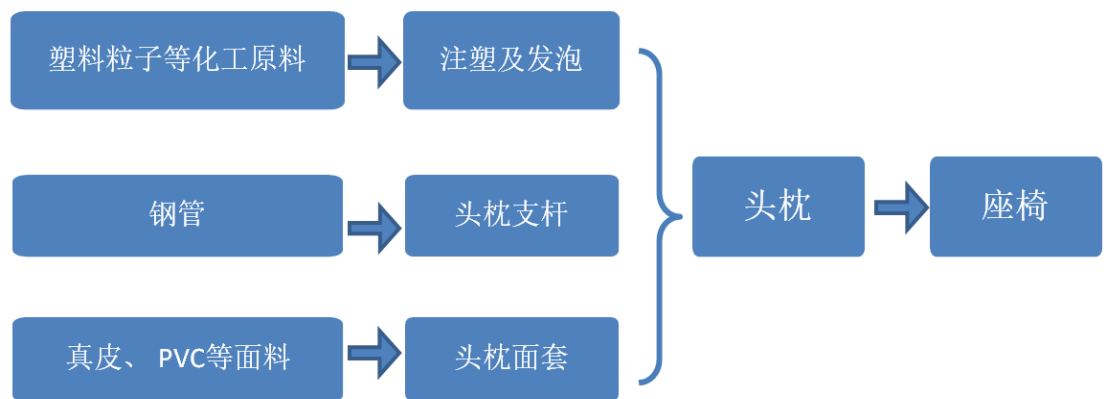 塑料粒子等化工原料
注塑及发泡
钢管
头枕支杆
头枕
座椅
真皮、 PVC等面料
头枕面套